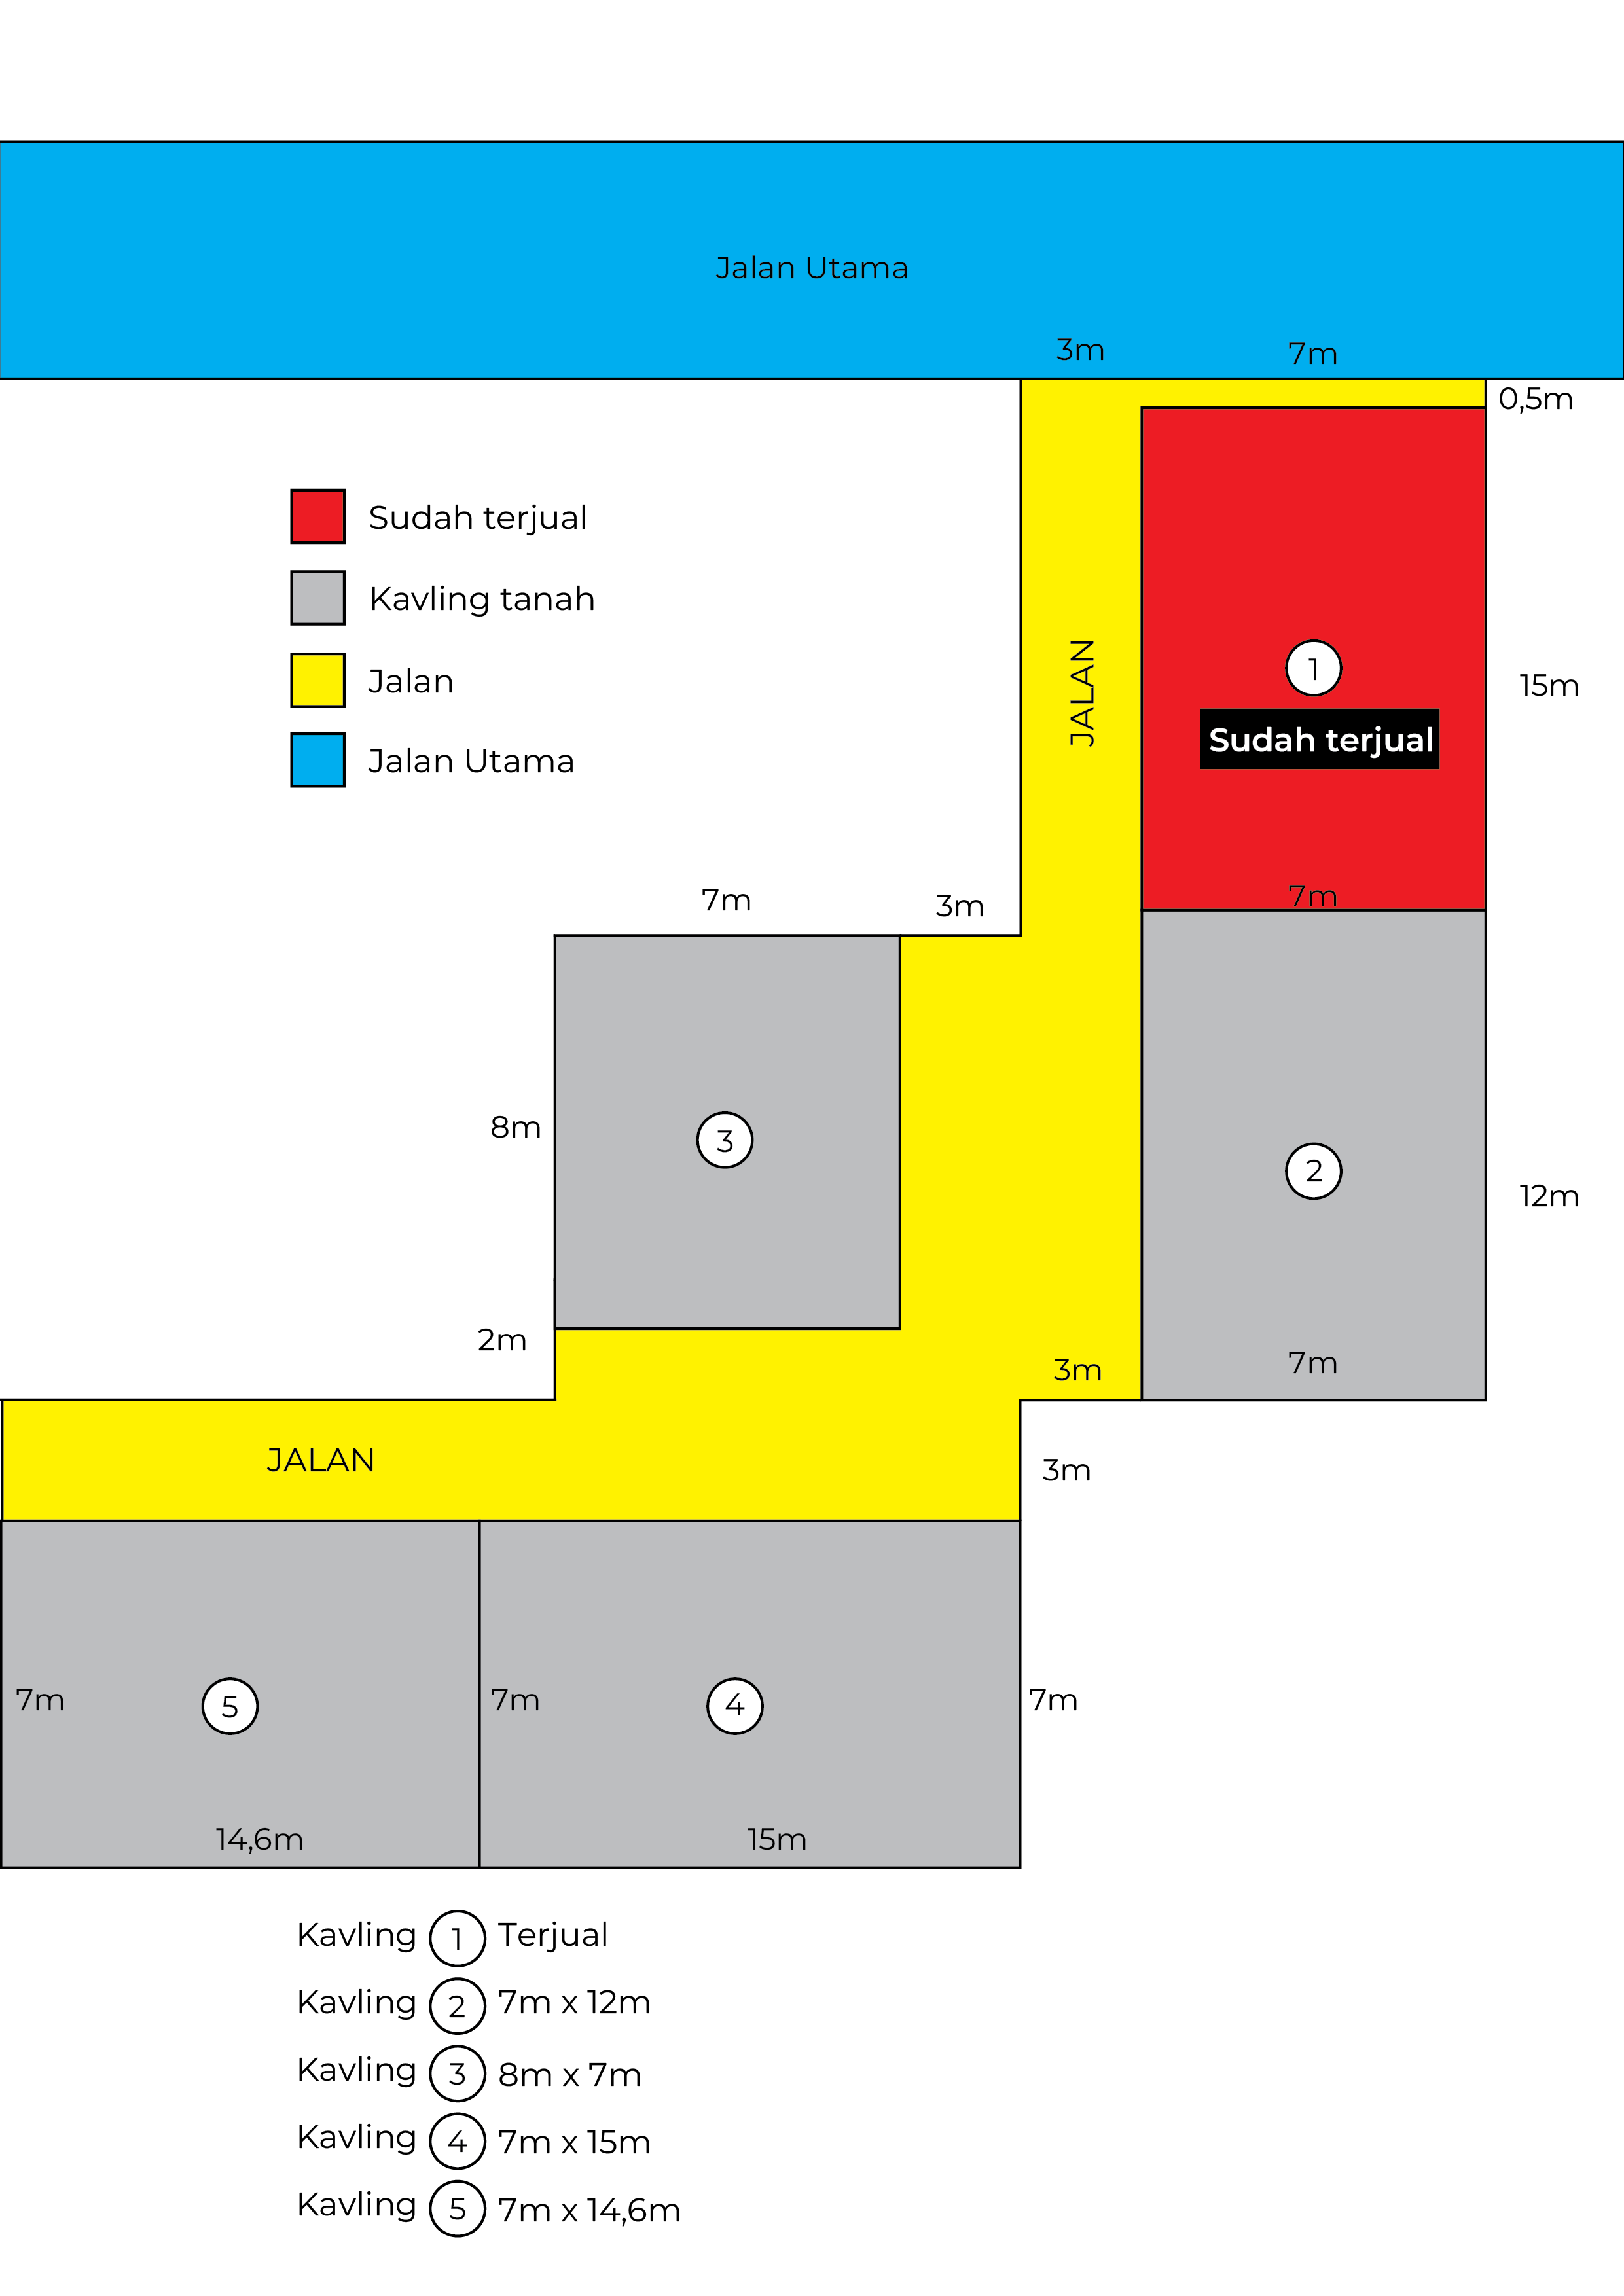 Jalan Utama
3m
7m
0,5m
Sudah terjual
Kavling tanah
Jalan
Jalan Utama
JALAN
1
Sudah terjual
15m
7m
7m
3m
8m
3
2
12m
2m
3m
7m
JALAN
3m
7m
5
7m
4
7m
14,6m
15m
Kavling 1 Terjual
Kavling 2 7m x 12m
Kavling 3 8m x 7m
Kavling 4 7m x 15m
Kavling 5 7m x 14,6m